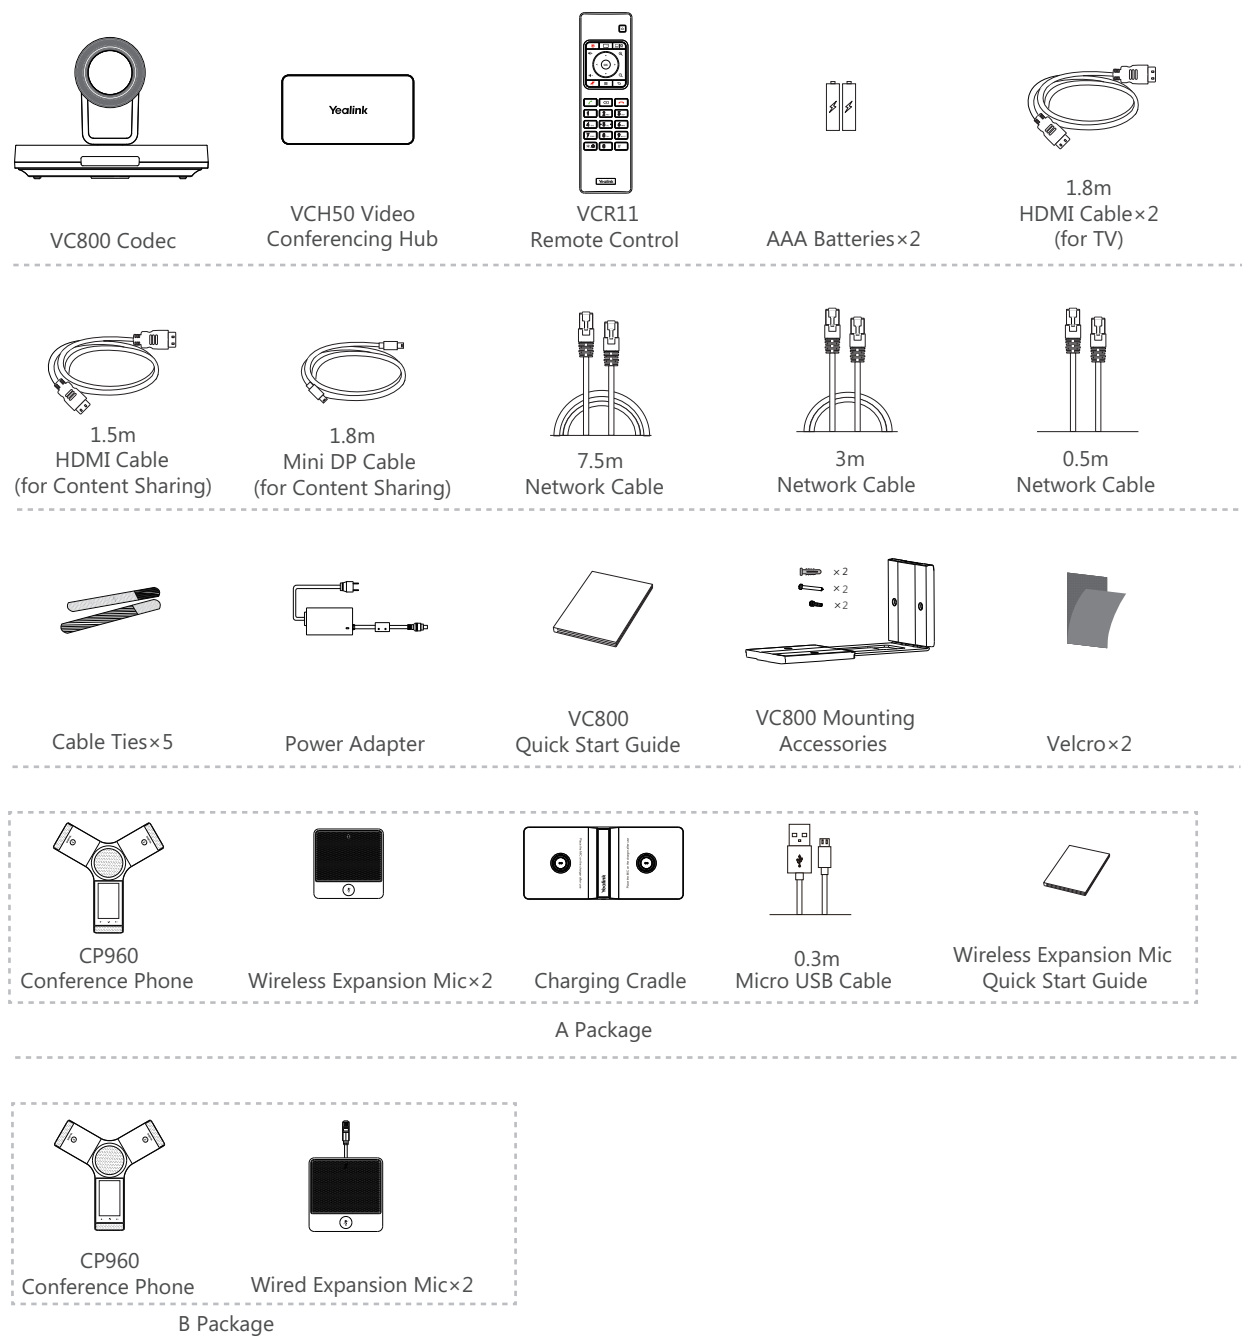 Yealink
Yealink
VC800 Codec
VCH50 Video
Conferencing Hub
VCR11
Remote Control
AAA Batteries×2
1.8m
HDMI Cable×2
(for TV)
1.5m
HDMI Cable
(for Content Sharing)
1.8m
Mini DP Cable
(for Content Sharing)
7.5m
Network Cable
3m
Network Cable
0.5m
Network Cable
×2
×2
×2
Cable Ties×5
Power Adapter
VC800
Quick Start Guide
VC800 Mounting
Accessories
Velcro×2
Yealink
CP960
Conference Phone
Wireless Expansion Mic×2
Charging Cradle
0.3m
Micro USB Cable
Wireless Expansion Mic
Quick Start Guide
A Package
CP960
Conference Phone
Wired Expansion Mic×2
B Package